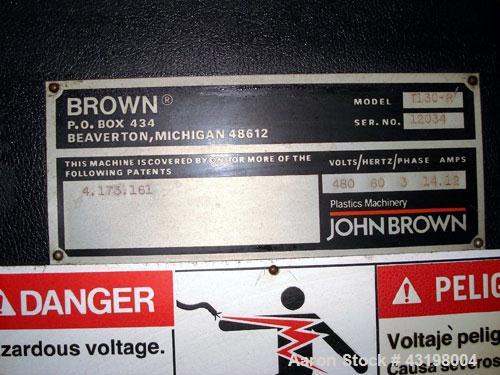 BROWN®
P.O. BOX 434
BEAVERTON, MICHIGAN 48612
MODEL T130-R
SER. NO. 12034
THIS MACHINE IS COVERED BY ONE OR MORE OF THE
FOLLOWING PATENTS
4.173.161
VOLTS/HERTZ/PHASE AMPS
480 60 3 14.12
Plastics Machinery
JOHN BROWN
DANGER
zardous voltage.
PELIG
Voltaje peli
Causa severos
Aaron Stock # 43198004